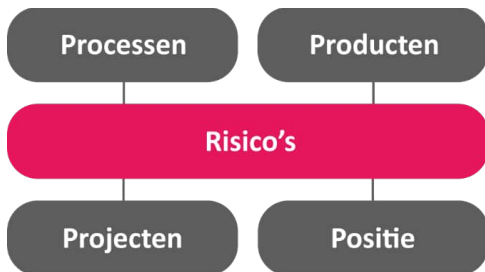 Processen
Producten
Risico’s
Projecten
Positie